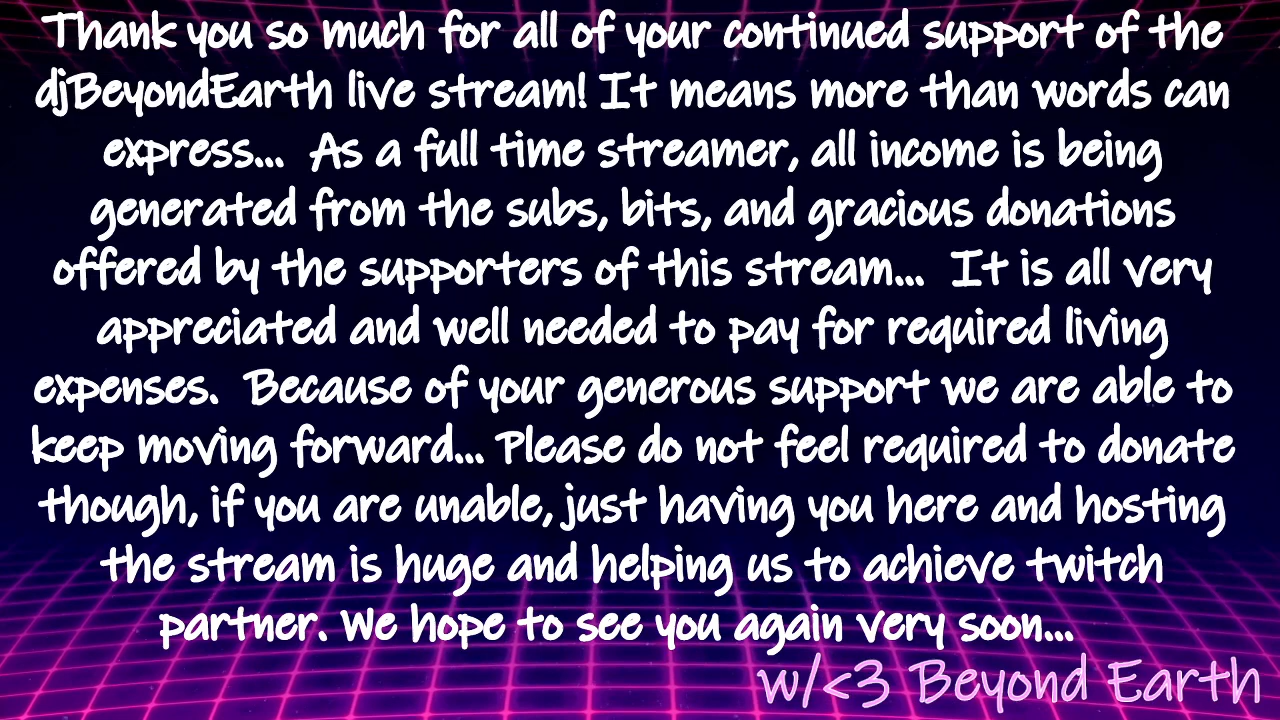 Thank you so much for all of your continued support of the
djBeyondEarth live stream! It means more than words can
express...  As a full time streamer, all income is being
generated from the subs, bits, and gracious donations
offered by the supporters of this stream...  It is all very
appreciated and well needed to pay for required living
expenses.  Because of your generous support we are able to
keep moving forward... Please do not feel required to donate
though, if you are unable, just having you here and hosting
the stream is huge and helping us to achieve twitch
partner. We hope to see you again very soon...
w/<3 Beyond Earth